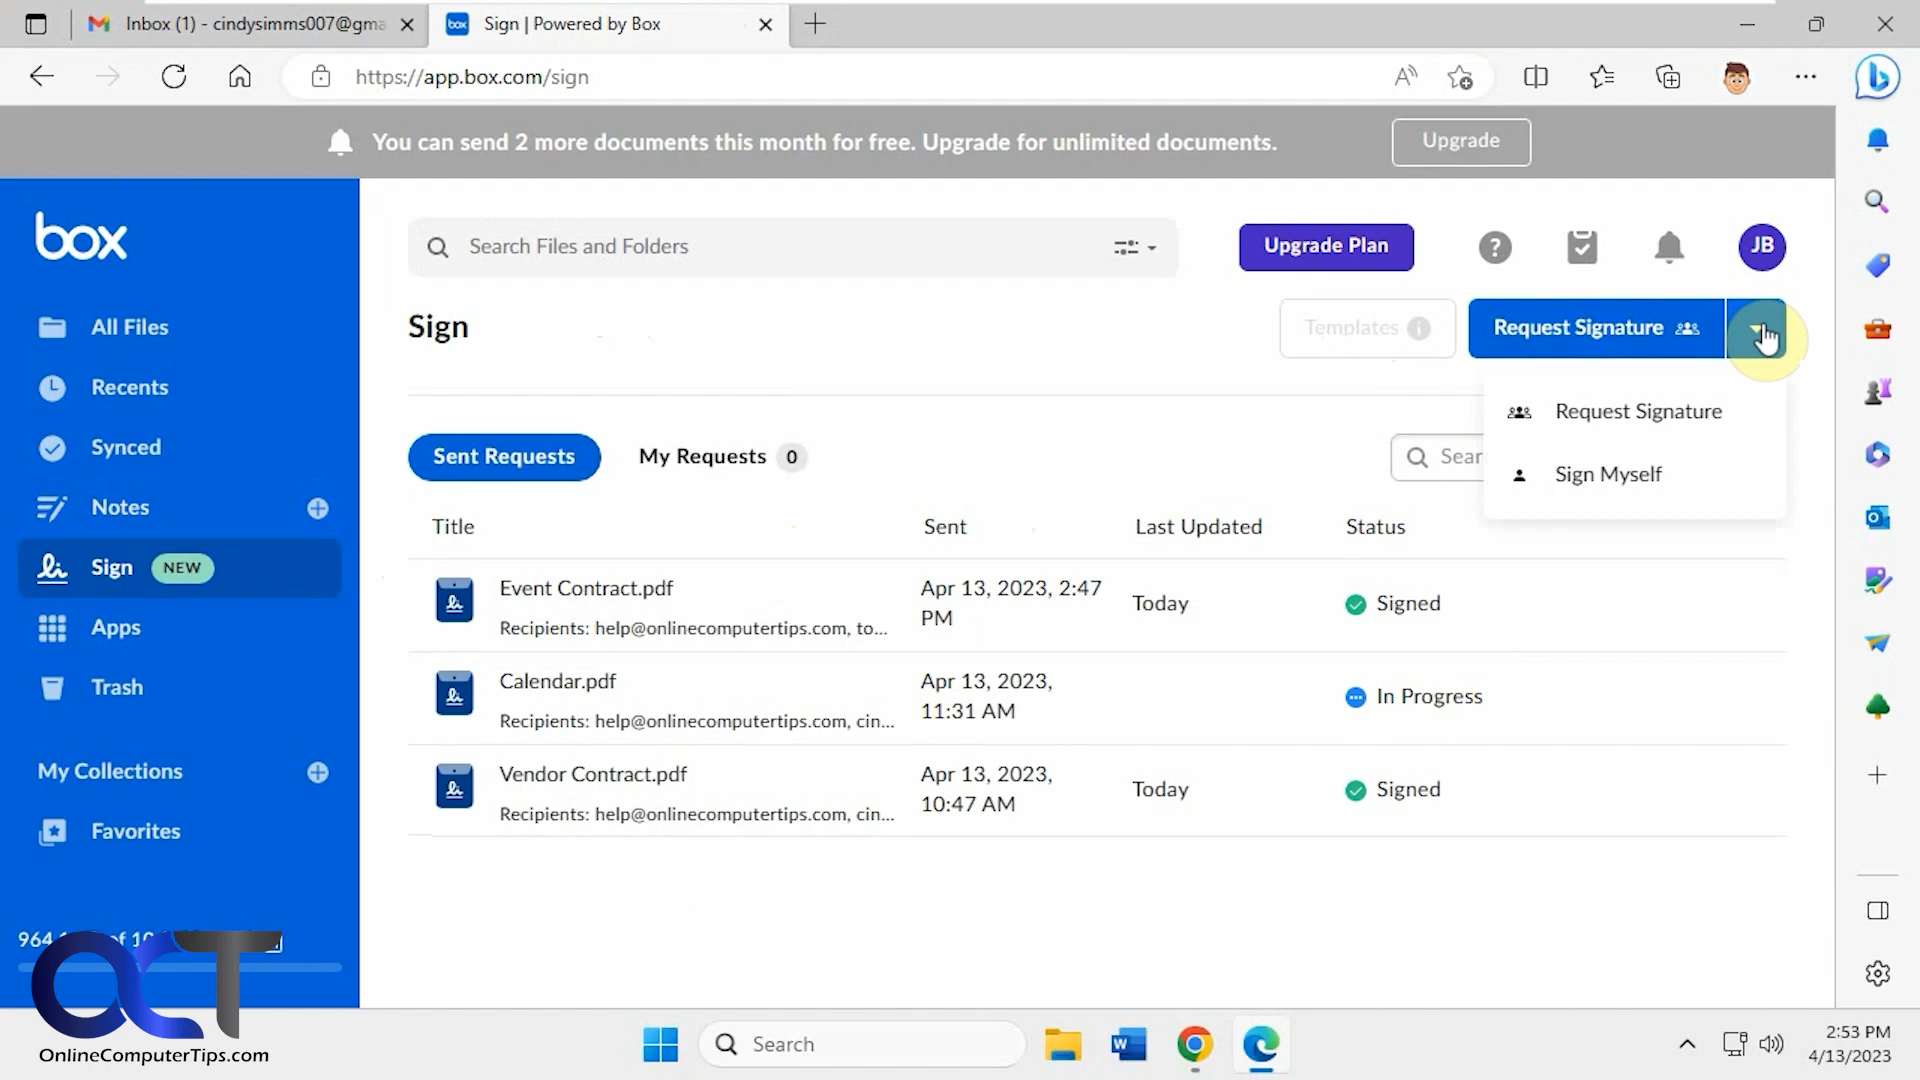 Inbox (1) - cindysimms007@gma
box
Sign | Powered by Box
https://app.box.com/sign
You can send 2 more documents this month for free. Upgrade for unlimited documents.
Upgrade
box
Search Files and Folders
Upgrade Plan
JB
All Files
Recents
Synced
Notes
Sign NEW
Apps
Trash
My Collections
Favorites
964
of 10
Sign
Templates
Request Signature
Request Signature
Sign Myself
Sent Requests
My Requests 0
Sear
Title Sent Last Updated Status
Event Contract.pdf
Recipients: help@onlinecomputertips.com, to...
Apr 13, 2023, 2:47
PM
Today
Signed
Calendar.pdf
Recipients: help@onlinecomputertips.com, cin...
Apr 13, 2023,
11:31 AM
In Progress
Vendor Contract.pdf
Recipients: help@onlinecomputertips.com, cin...
Apr 13, 2023,
10:47 AM
Today
Signed
OCT
OnlineComputerTips.com
Search
2:53 PM
4/13/2023